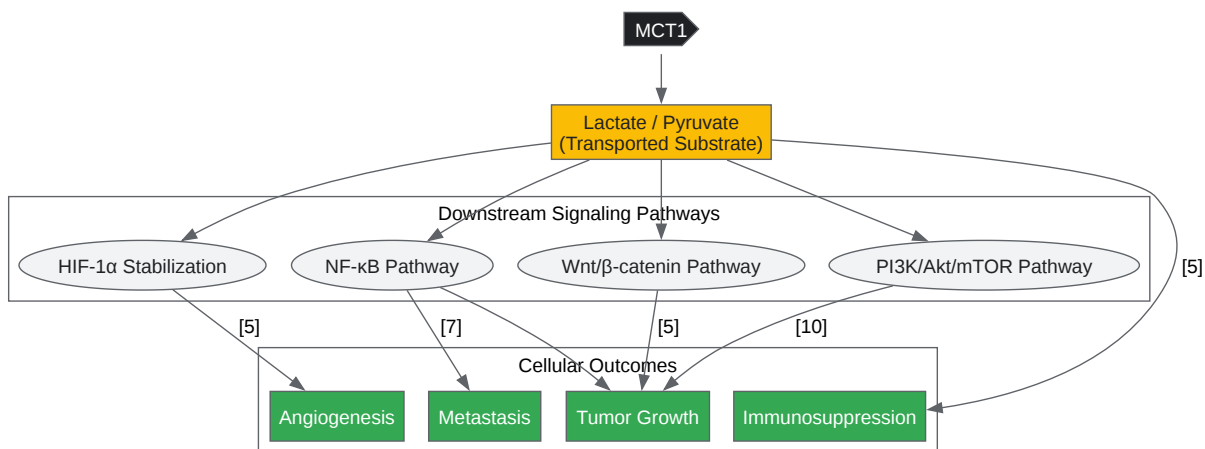 MCT1
Lactate / Pyruvate
(Transported Substrate)
Downstream Signaling Pathways
HIF-1α Stabilization
NF-κB Pathway
Wnt/β-catenin Pathway
PI3K/Akt/mTOR Pathway
[5]
[5]
[7]
[5]
[10]
Cellular Outcomes
Angiogenesis
Metastasis
Tumor Growth
Immunosuppression